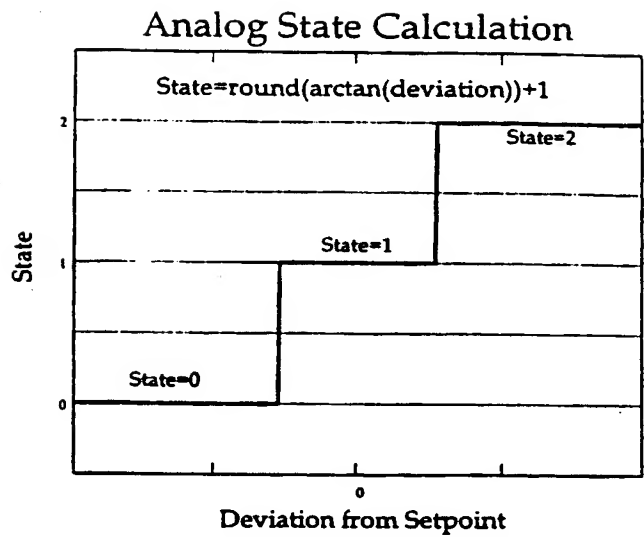 Analog State Calculation
State=round(arctan(deviation))+1
2
State=2
State
State=1
1
State=0
0
0
Deviation from Setpoint